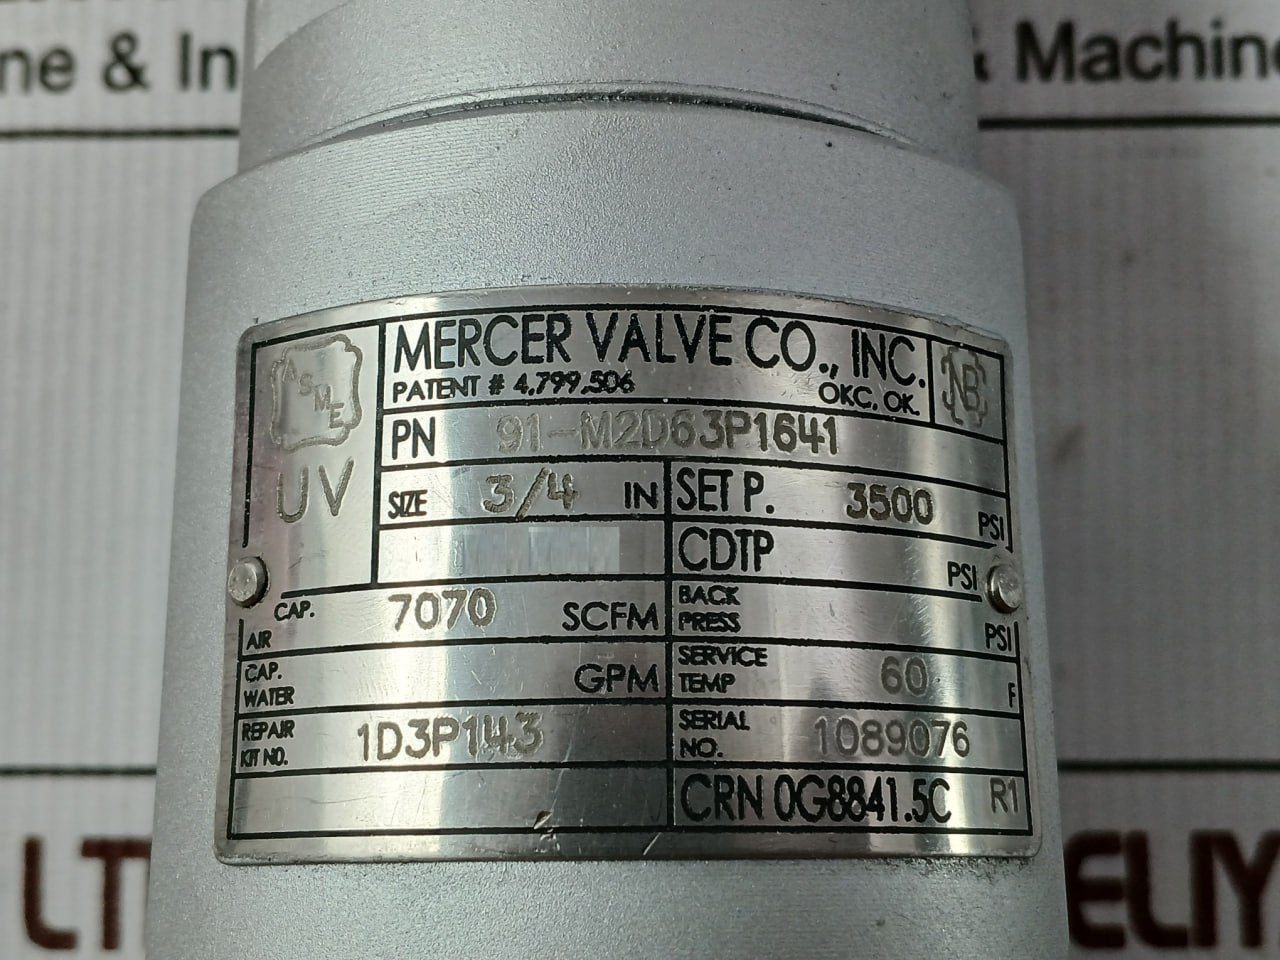 ne & In
& Machine
ASME
UV
MERCER VALVE CO., INC.
PATENT # 4,799,506 OKC, OK.
NB
PN 91-M2D63P1641
SIZE 3/4 IN
SET P. 3500 PSI
CDTP PSI
CAP. AIR 7070 SCFM
BACK PRESS PSI
CAP. WATER GPM
SERVICE TEMP 60 F
REPAIR KIT NO. 1D3P143
SERIAL NO. 1089076
CRN 0G8841.5C R1
LT
ELIY